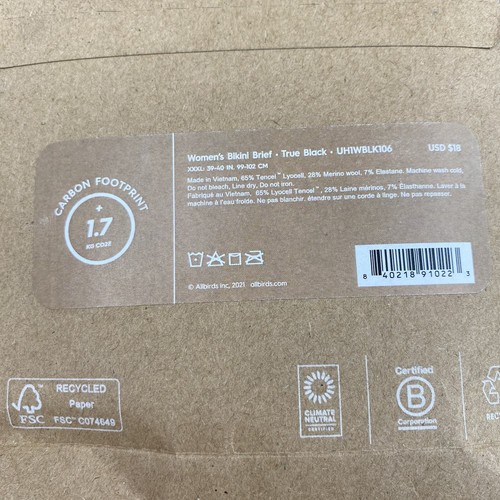 Women's Bikini Brief • True Black • UH1WBLK106 USD $18
XXXL: 39-40 IN. 99-102 CM
Made in Vietnam, 65% Tencel™ Lyocell, 28% Merino wool, 7% Elastane. Machine wash cold.
Do not bleach, Line dry, Do not iron.
Fabriqué au Vietnam, 65% Lyocell Tencel™, 28% Laine mérinos, 7% Élasthanne. Laver à la
machine à l'eau froide. Ne pas blanchir, étendre sur une corde à linge. Ne pas repasser.
CARBON FOOTPRINT
+
1.7
KG CO2E
© Allbirds Inc, 2021 allbirds.com
8 40218 91022 3
RECYCLED
Paper
FSC
FSC™ C074649
CLIMATE
NEUTRAL
CERTIFIED
Certified
B
Corporation